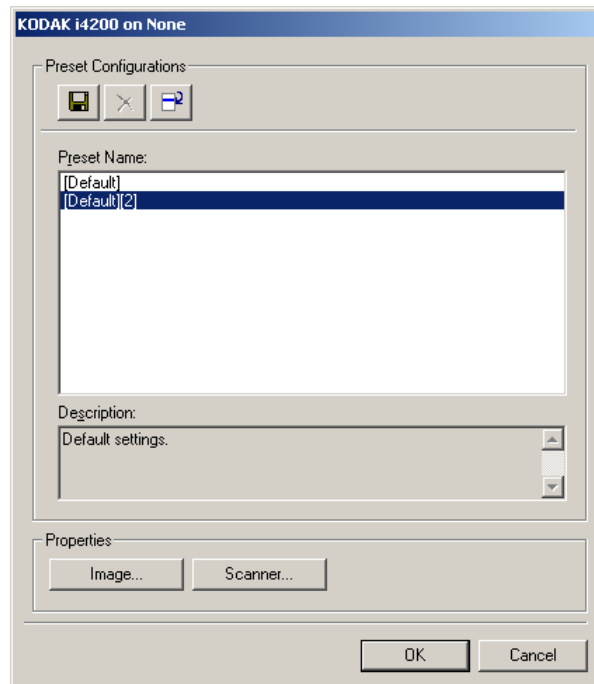 KODAK i4200 on None
Preset Configurations
Preset Name:
[Default]
[Default][2]
Description:
Default settings.
Properties
Image...
Scanner...
OK
Cancel